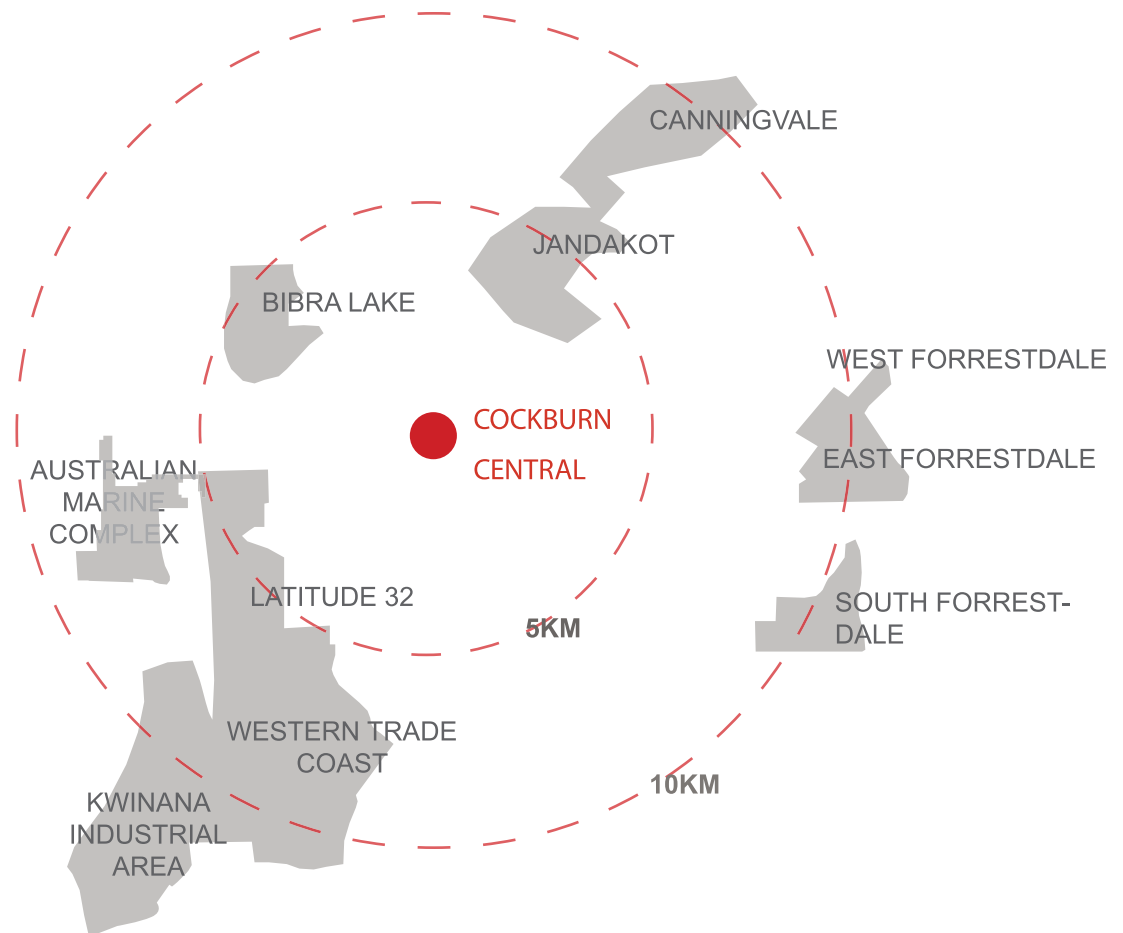 CANNINGVALE
JANDAKOT
BIBRA LAKE
WEST FORRESTDALE
COCKBURN
CENTRAL
EAST FORRESTDALE
AUSTRALIAN
MARINE
COMPLEX
LATITUDE 32
SOUTH FORREST-
DALE
5KM
WESTERN TRADE
COAST
10KM
KWINANA
INDUSTRIAL
AREA